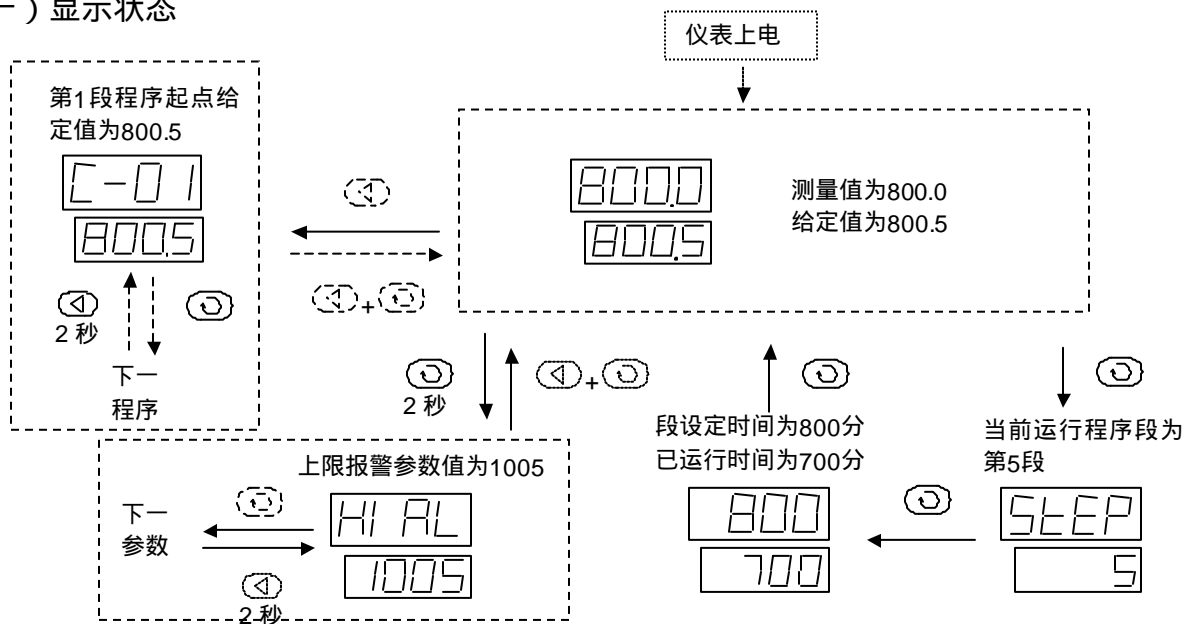 一）显示状态
仪表上电
第1段程序起点给
定值为800.5
C-01
800.5
2 秒
下一
程序
+
800.0
800.5
测量值为800.0
给定值为800.5
2 秒
+
段设定时间为800分
已运行时间为700分
800
700
当前运行程序段为
第5段
StEP
5
上限报警参数值为1005
下一
参数
HI AL
1005
2 秒